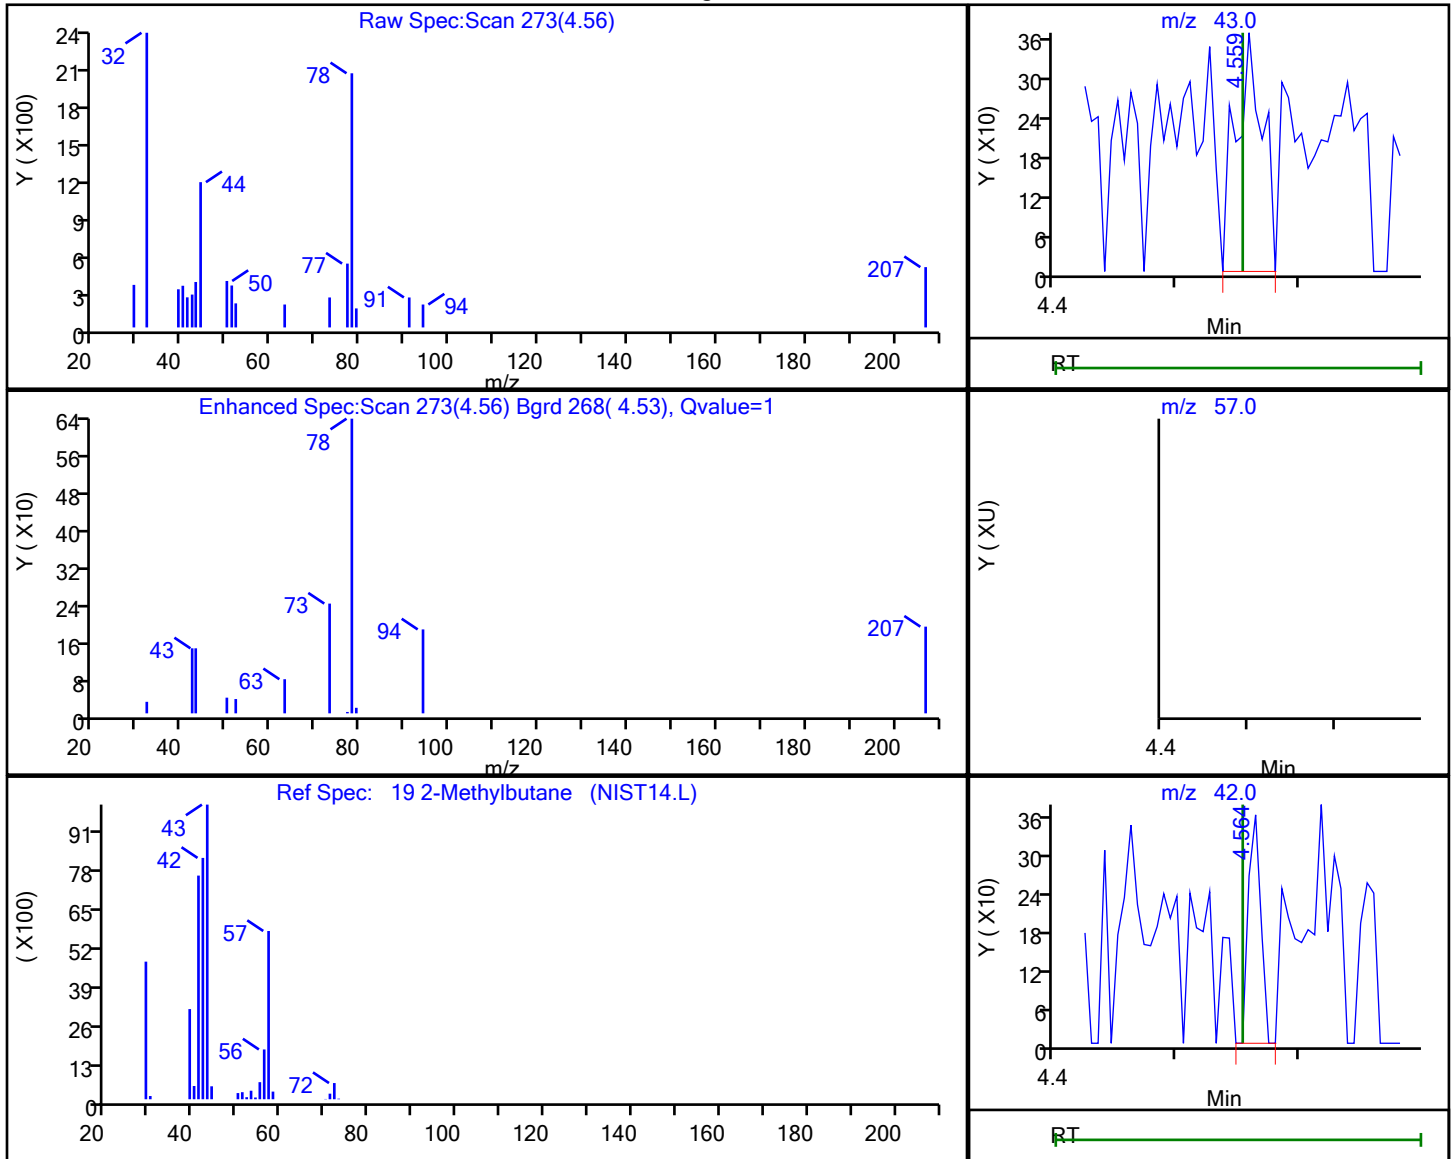 Raw Spec:Scan 273(4.56)
24
21
18
15
12
9
6
3
0
Y ( X100)
32
78
44
77
50
91
94
207
20 40 60 80 100 120 140 160 180 200
m/z
m/z 43.0
36
30
24
18
12
6
0
Y ( X10)
4.559
4.4
Min
RT
Enhanced Spec:Scan 273(4.56) Bgrd 268( 4.53), Qvalue=1
64
56
48
40
32
24
16
8
0
Y ( X10)
78
73
94
43
63
207
20 40 60 80 100 120 140 160 180 200
m/z
m/z 57.0
Y ( XU)
4.4
Min
Ref Spec: 19 2-Methylbutane (NIST14.L)
91
78
65
52
39
26
13
0
( X100)
43
42
57
56
72
20 40 60 80 100 120 140 160 180 200
m/z 42.0
36
30
24
18
12
6
0
Y ( X10)
4.564
4.4
Min
RT